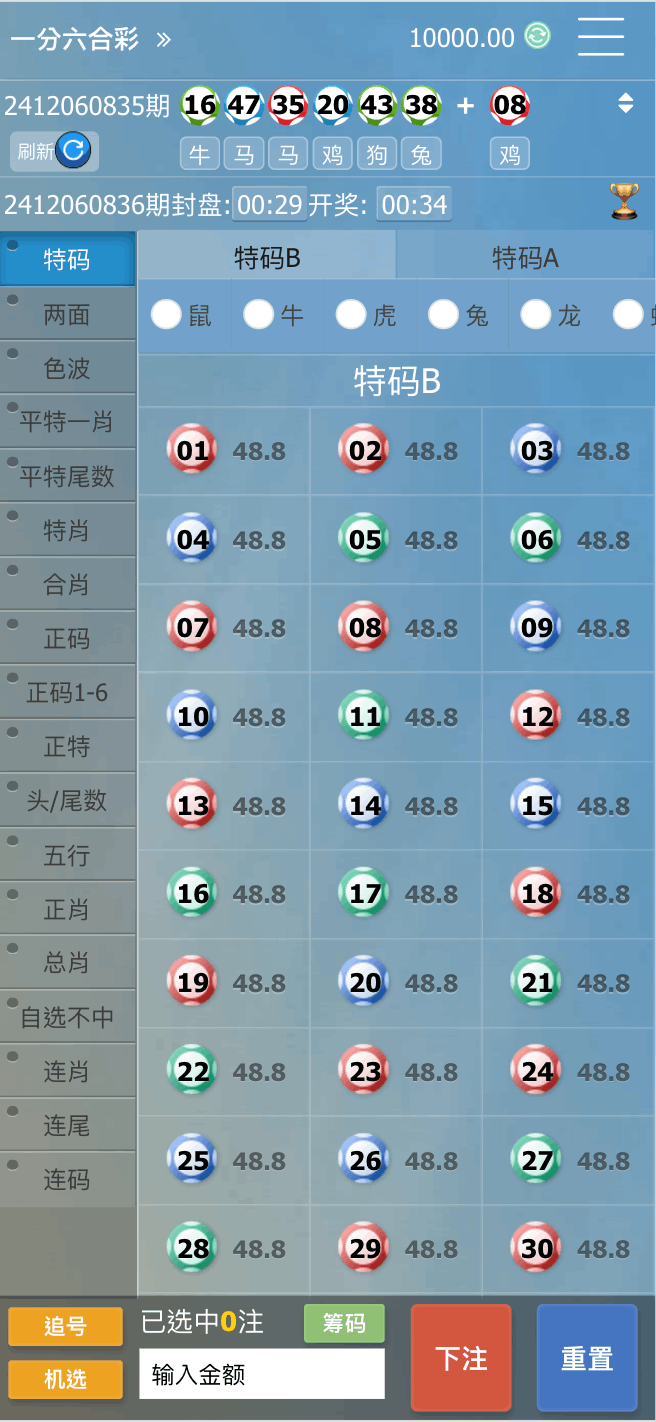 一分六合彩 » 10000.00
2412060835期 16 47 35 20 43 38 + 08
刷新 牛 马 马 鸡 狗 兔 鸡
2412060836期封盘: 00:29 开奖: 00:34
特码 特码B 特码A
两面 鼠 牛 虎 兔 龙
色波 特码B
平特一肖 01 48.8 02 48.8 03 48.8
平特尾数
特肖 04 48.8 05 48.8 06 48.8
合肖
正码 07 48.8 08 48.8 09 48.8
正码1-6 10 48.8 11 48.8 12 48.8
正特
头/尾数 13 48.8 14 48.8 15 48.8
五行
正肖 16 48.8 17 48.8 18 48.8
总肖 19 48.8 20 48.8 21 48.8
自选不中
连肖 22 48.8 23 48.8 24 48.8
连尾
连码 25 48.8 26 48.8 27 48.8
28 48.8 29 48.8 30 48.8
追号 已选中0注 筹码
下注 重置
机选 输入金额